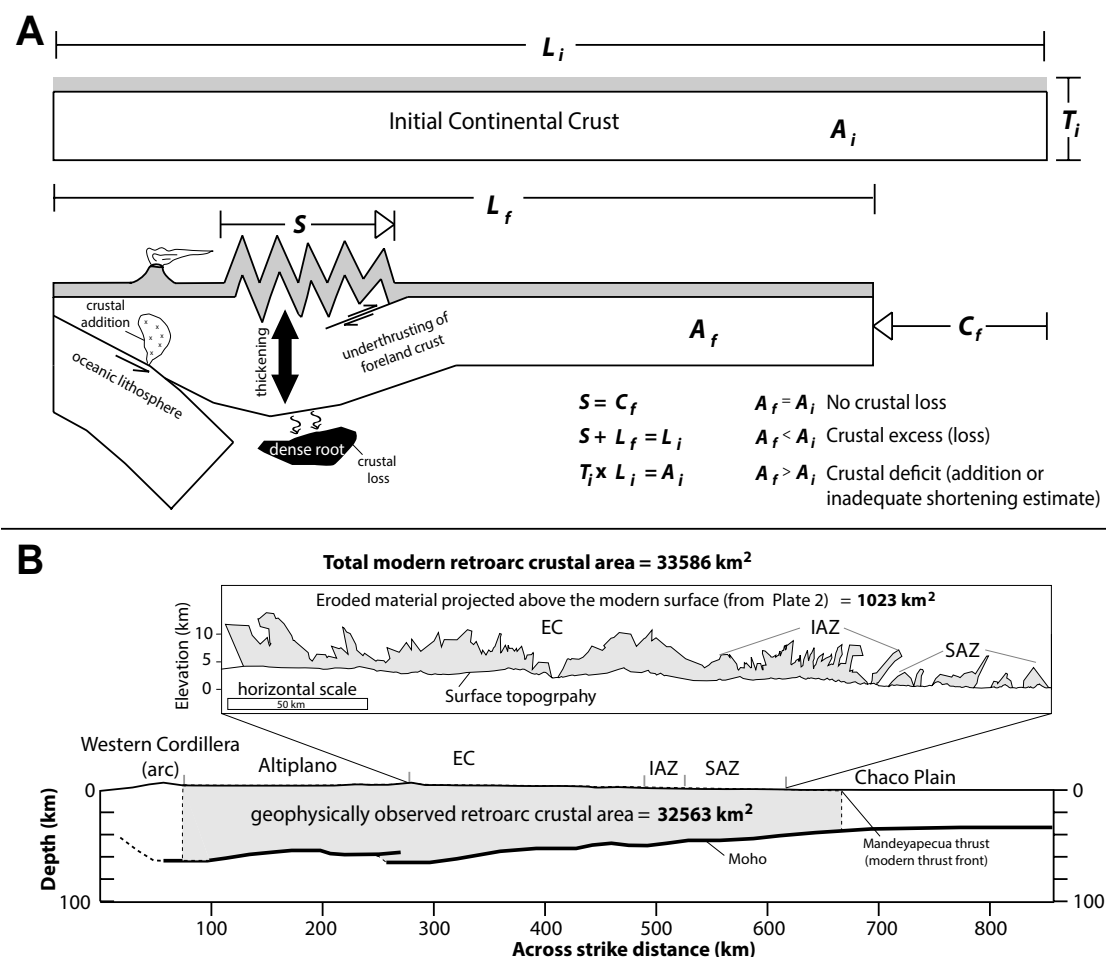 A
L i
Initial Continental Crust
A i
T i
L f
S
crustal
addition
x x x x x x
oceanic lithosphere
thickening
underthrusting of
foreland crust
A f
C f
dense root
crustal
loss
S = C f
S + L f = L i
T i x L i = A i
A f = A i No crustal loss
A f < A i Crustal excess (loss)
A f > A i Crustal deficit (addition or
inadequate shortening estimate)
B
Total modern retroarc crustal area = 33586 km2
Eroded material projected above the modern surface (from Plate 2) = 1023 km2
Elevation (km)
10
5
0
EC
IAZ
SAZ
horizontal scale
50 km
Surface topogrpahy
Western Cordillera
(arc)
Altiplano
EC
IAZ
SAZ
Chaco Plain
Depth (km)
0
100
geophysically observed retroarc crustal area = 32563 km2
Moho
Mandeyapecua thrust
(modern thrust front)
0
100
100 200 300 400 500 600 700 800
Across strike distance (km)